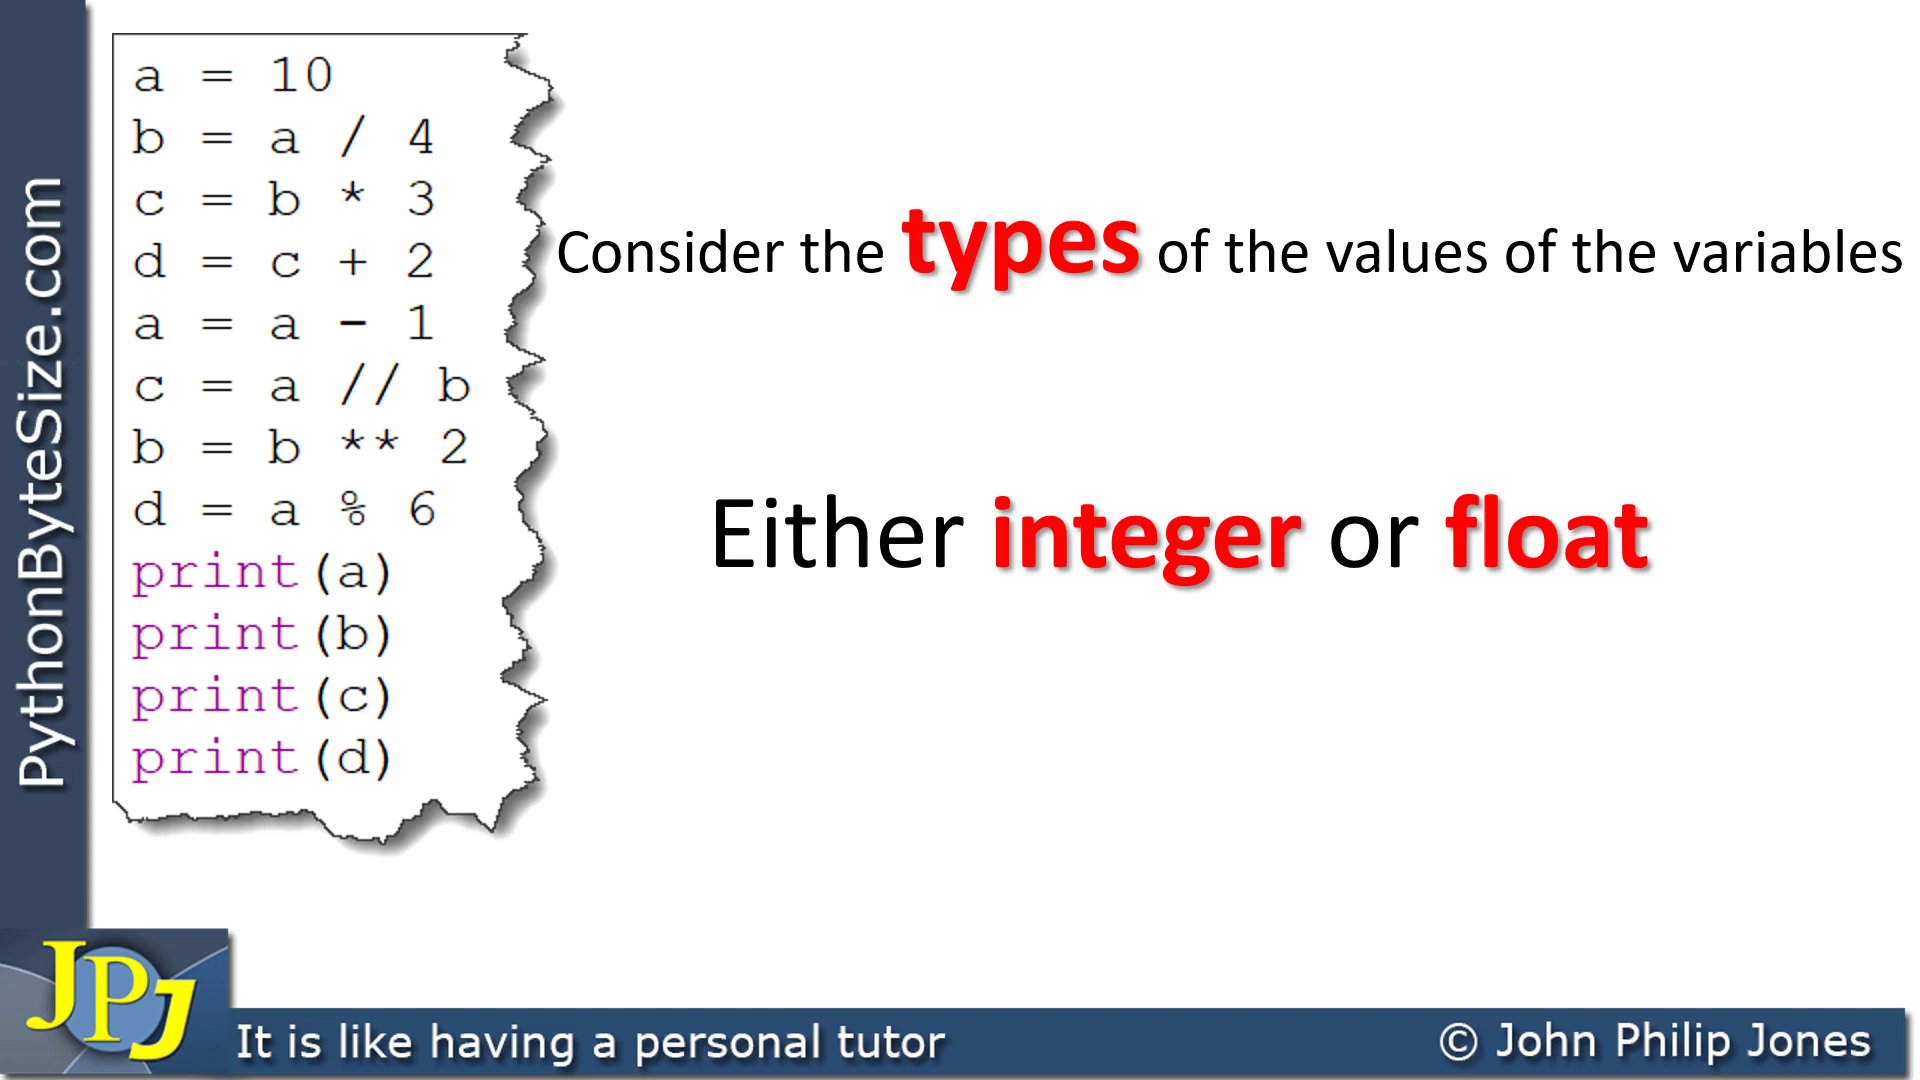 PythonByteSize.com
a = 10
b = a / 4
c = b * 3
d = c + 2
a = a - 1
c = a // b
b = b ** 2
d = a % 6
print(a)
print(b)
print(c)
print(d)
Consider the types of the values of the variables
Either integer or float
JPJ
It is like having a personal tutor
© John Philip Jones